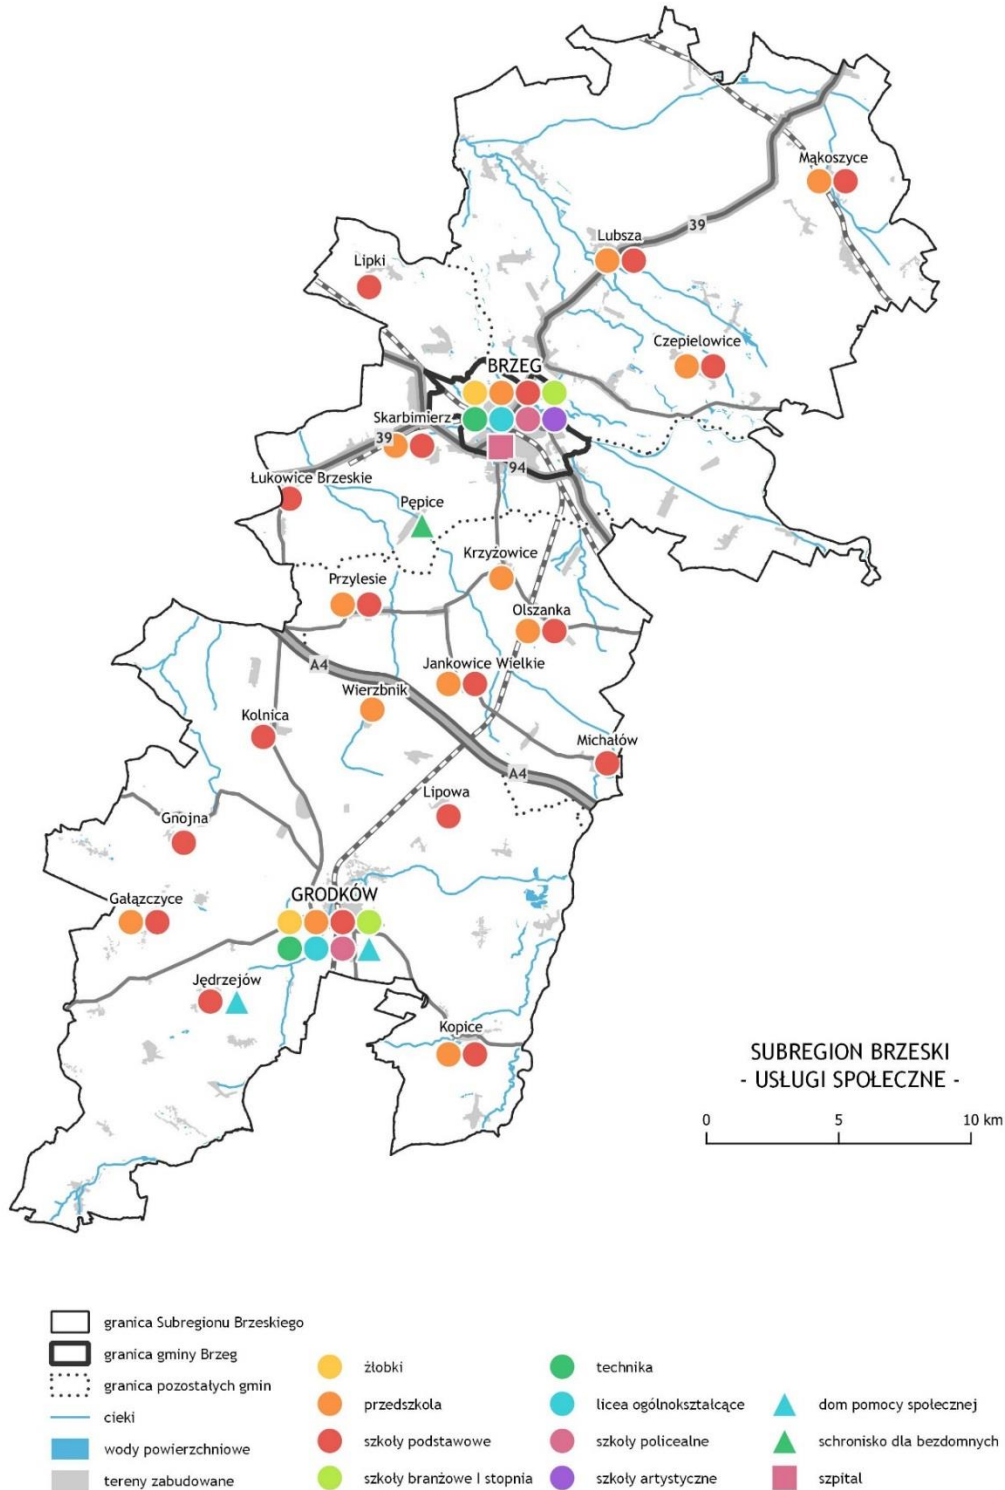 Mąkoszyce
39
Lubsza
Lipki
Czepielowice
BRZEG
Skarbimierz
39
94
Łukowice Brzeskie
Pępice
Krzyżowice
Przylesie
Olszanka
A4
Jankowice Wielkie
Wierzbnik
Kolnica
Michałów
A4
Lipowa
Gnojna
GRODKÓW
Gałązczyce
Jędrzejów
Kopice
SUBREGION BRZESKI
- USŁUGI SPOŁECZNE -
0 5 10 km
granica Subregionu Brzeskiego
granica gminy Brzeg
granica pozostałych gmin
cieki
wody powierzchniowe
tereny zabudowane
żłobki
przedszkola
szkoły podstawowe
szkoły branżowe I stopnia
technika
licea ogólnokształcące
szkoły policealne
szkoły artystyczne
dom pomocy społecznej
schronisko dla bezdomnych
szpital